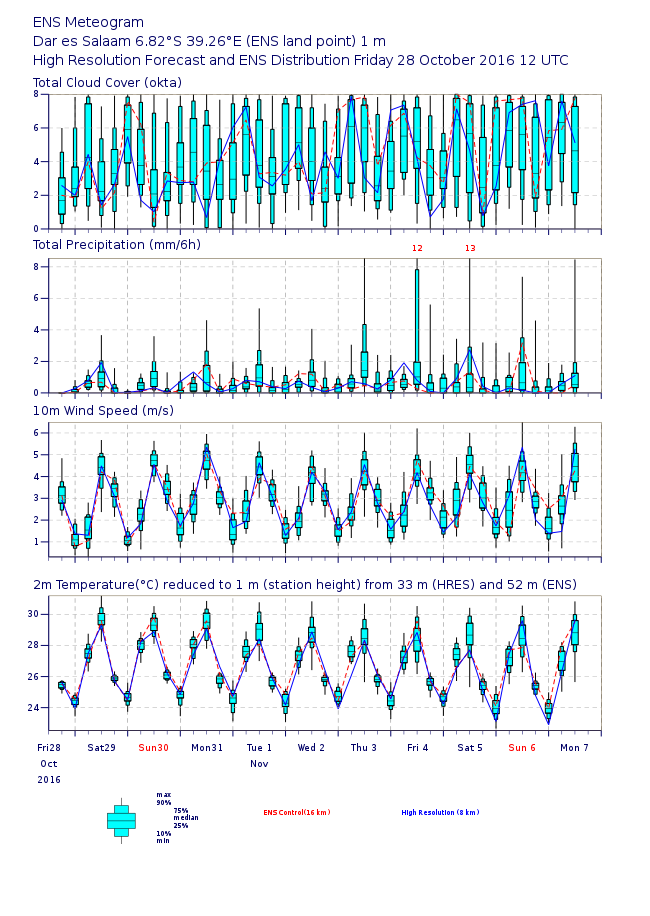 ENS Meteogram
Dar es Salaam 6.82°S 39.26°E (ENS land point) 1 m
High Resolution Forecast and ENS Distribution Friday 28 October 2016 12 UTC
Total Cloud Cover (okta)
8
6
4
2
0
Total Precipitation (mm/6h) 12 13
8
6
4
2
0
10m Wind Speed (m/s)
6
5
4
3
2
1
2m Temperature(°C) reduced to 1 m (station height) from 33 m (HRES) and 52 m (ENS)
30
28
26
24
Fri28 Sat29 Sun30 Mon31 Tue 1 Wed 2 Thu 3 Fri 4 Sat 5 Sun 6 Mon 7
Oct Nov
2016
max
90%
75%
median
25%
10%
min
ENS Control(16 km)
High Resolution (8 km)